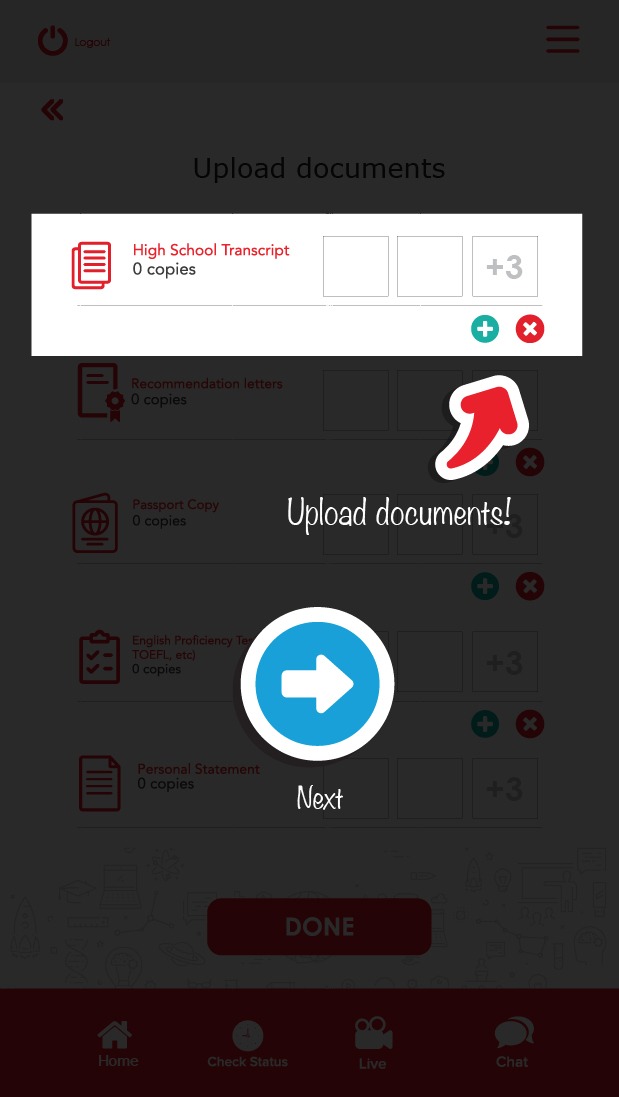 Logout
Upload documents
High School Transcript
0 copies
+3
Recommendation letters
0 copies
Passport Copy
0 copies
+3
Upload documents!
English Proficiency
TOEFL, etc)
0 copies
+3
Personal Statement
0 copies
+3
Next
DONE
Home
Check Status
Live
Chat